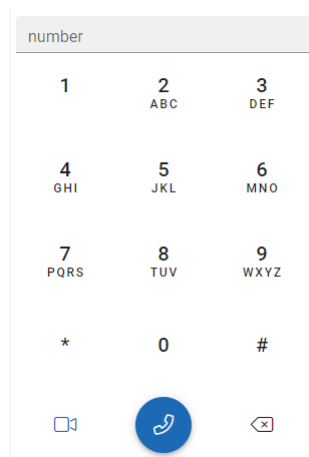 number
1 2 3
ABC DEF
4 5 6
GHI JKL MNO
7 8 9
PQRS TUV WXYZ
* 0 #